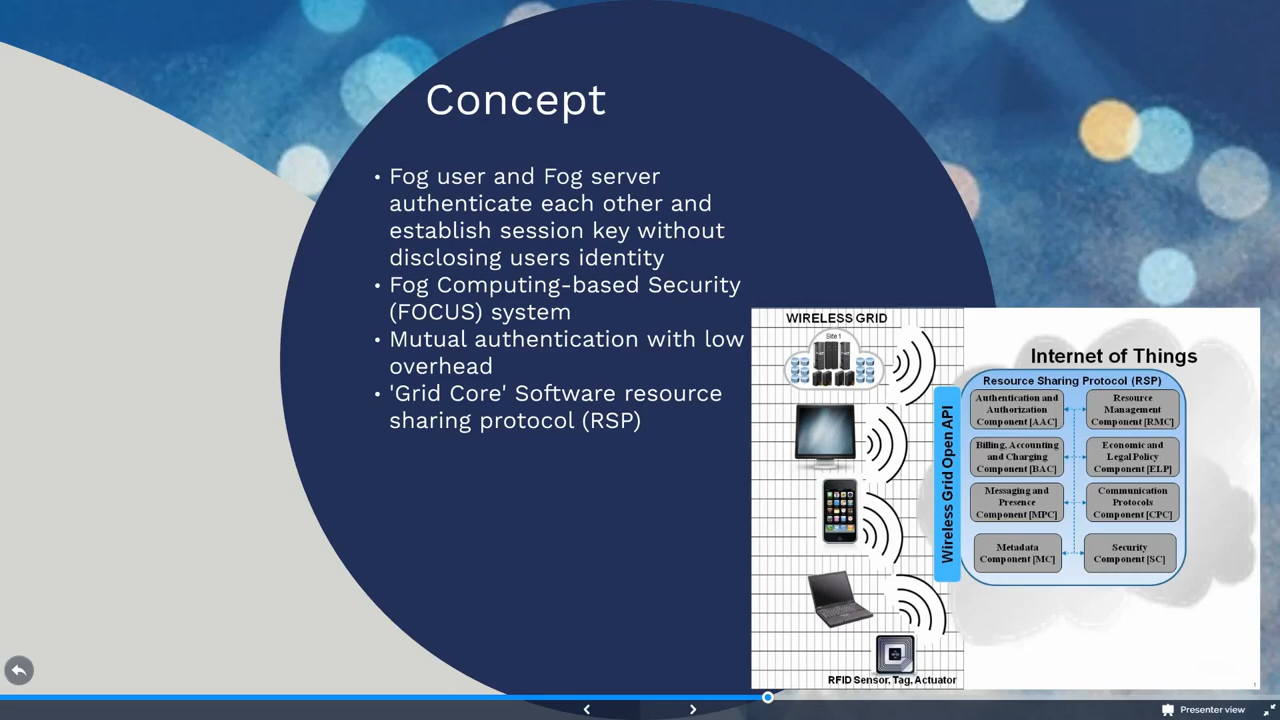 Concept
• Fog user and Fog server
authenticate each other and
establish session key without
disclosing users identity
• Fog Computing-based Security
(FOCUS) system
• Mutual authentication with low
overhead
• 'Grid Core' Software resource
sharing protocol (RSP)
WIRELESS GRID
Site 1
RFID Sensor, Tag, Actuator
Wireless Grid Open API
Internet of Things
Resource Sharing Protocol (RSP)
Authentication and
Authorization
Component [AAC]
Resource
Management
Component [RMC]
Billing, Accounting
and Charging
Component [BAC]
Economic and
Legal Policy
Component [ELP]
Messaging and
Presence
Component [MPC]
Communication
Protocols
Component [CPC]
Metadata
Component [MC]
Security
Component [SC]
1
Presenter view